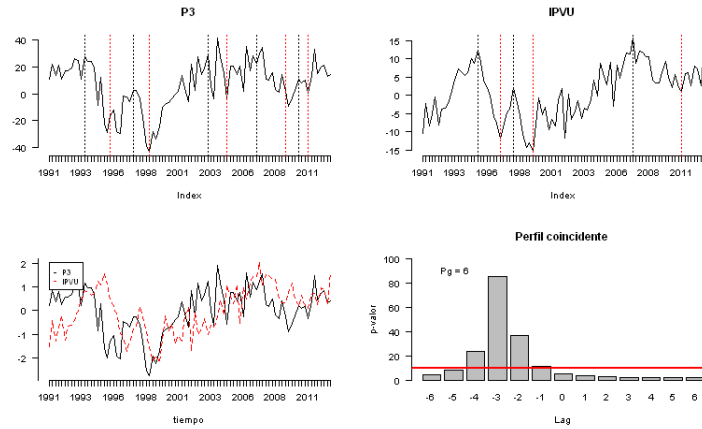 P3
40
20
0
-20
-40
1991 1993 1996 1998 2001 2003 2006 2008 2011
Index
IPVU
15
10
5
0
-5
-10
-15
1991 1993 1996 1998 2001 2003 2006 2008 2011
Index
P3
IPVU
2
1
0
-1
-2
1991 1993 1996 1998 2001 2003 2006 2008 2011
tiempo
Perfil coincidente
Pg = 6
p-valor
100
80
60
40
20
0
-6 -5 -4 -3 -2 -1 0 1 2 3 4 5 6
Lag